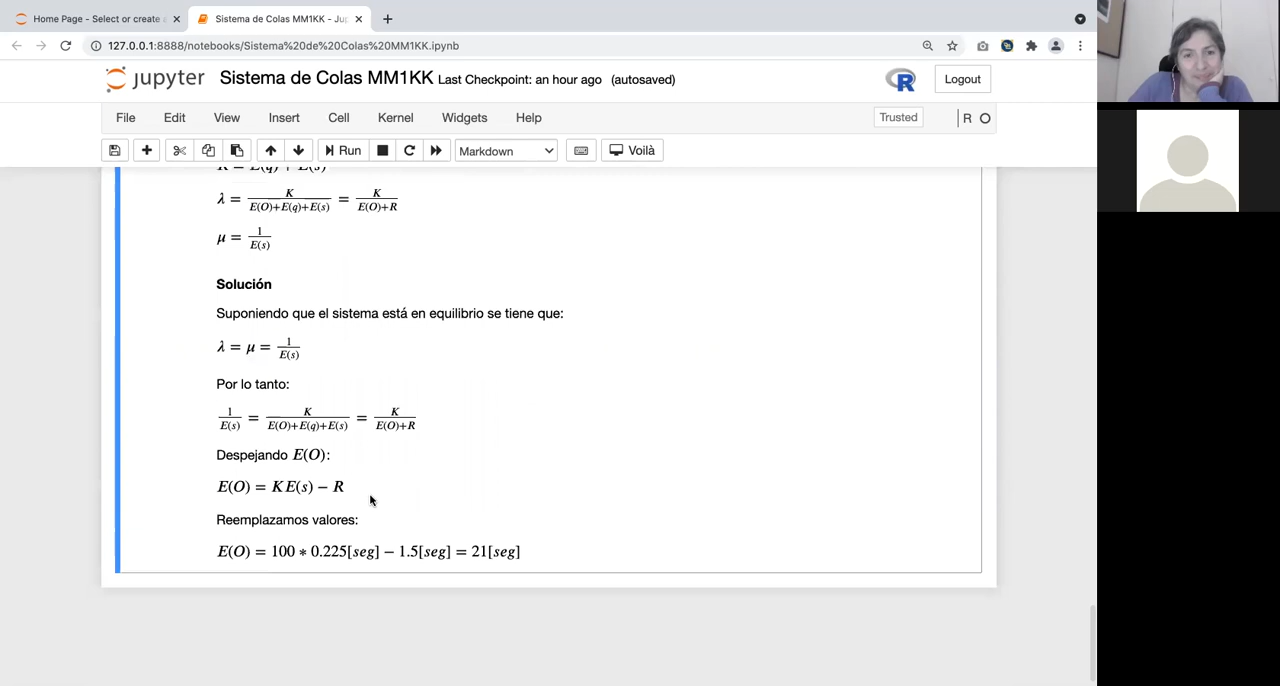 Home Page - Select or create
Sistema de Colas MM1KK - Jup
127.0.0.1:8888/notebooks/Sistema%20de%20Colas%20MM1KK.ipynb
jupyter Sistema de Colas MM1KK Last Checkpoint: an hour ago (autosaved)
Logout
File Edit View Insert Cell Kernel Widgets Help
Trusted
R
Run
Markdown
Voilà
R = E(q) + E(s)
λ = K / E(O)+E(q)+E(s) = K / E(O)+R
μ = 1 / E(s)
Solución
Suponiendo que el sistema está en equilibrio se tiene que:
λ = μ = 1 / E(s)
Por lo tanto:
1 / E(s) = K / E(O)+E(q)+E(s) = K / E(O)+R
Despejando E(O):
E(O) = KE(s) − R
Reemplazamos valores:
E(O) = 100 * 0.225[seg] − 1.5[seg] = 21[seg]